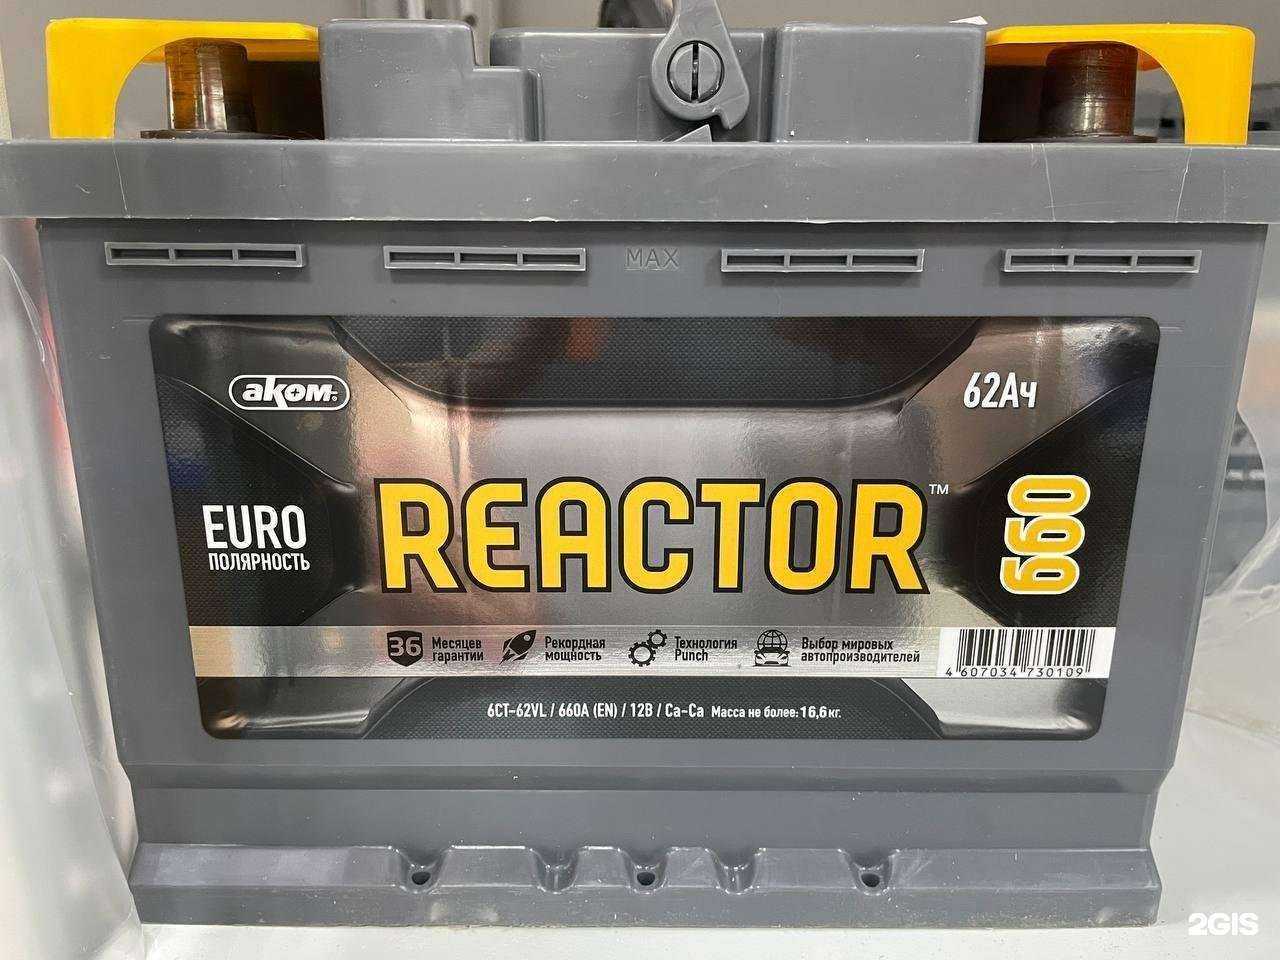 MAX
аком
62Ач
EURO
ПОЛЯРНОСТЬ
REACTOR™
660
36 Месяцев гарантии
Рекордная мощность
Технология Punch
Выбор мировых автопроизводителей
4 607034 730109
6СТ-62VL / 660А (EN) / 12В / Ca-Ca Масса не более: 16,6 кг.
2GIS